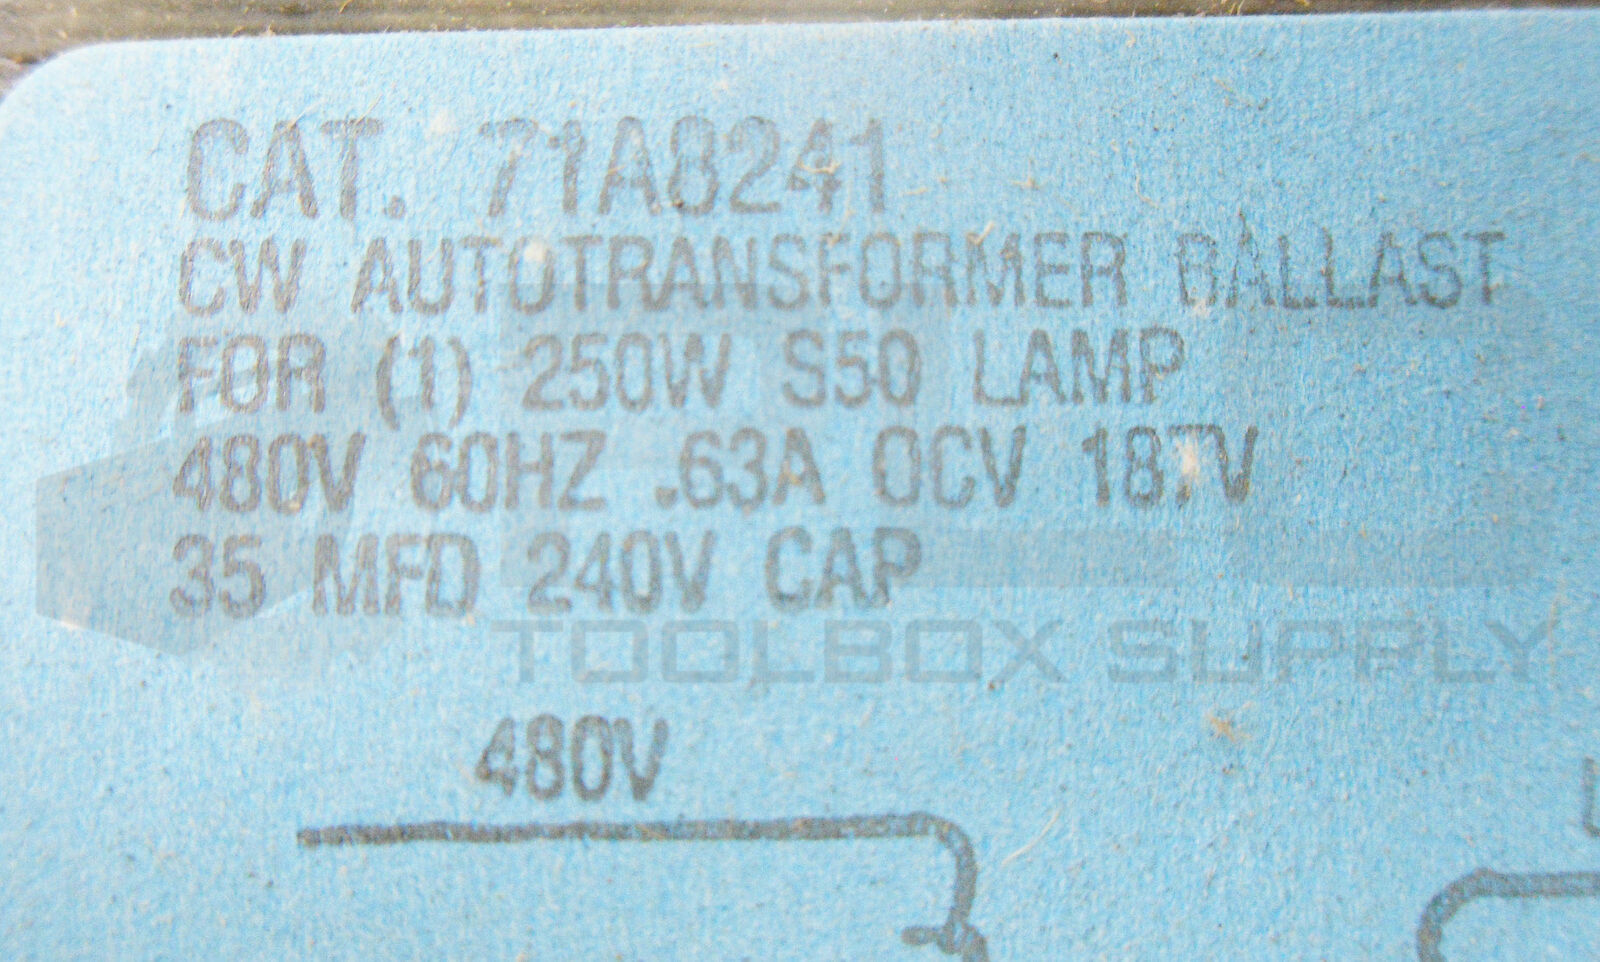 CAT. 71A8241
CW AUTOTRANSFORMER BALLAST
FOR (1) 250W S50 LAMP
480V 60HZ .63A OCV 187V
35 MFD 240V CAP
TOOLBOX SUPPLY
480V